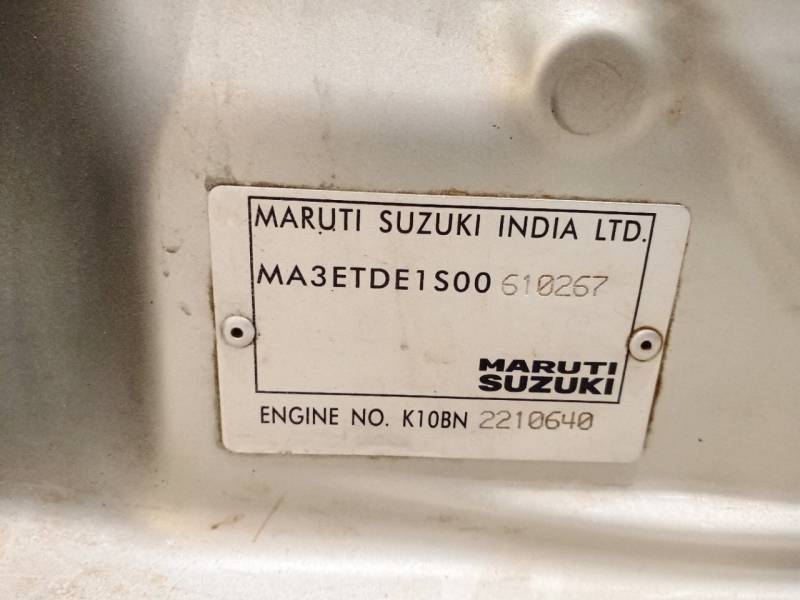 MARUTI SUZUKI INDIA LTD.
MA3ETDE1S00 610267
MARUTI
SUZUKI
ENGINE NO. K10BN 2210640